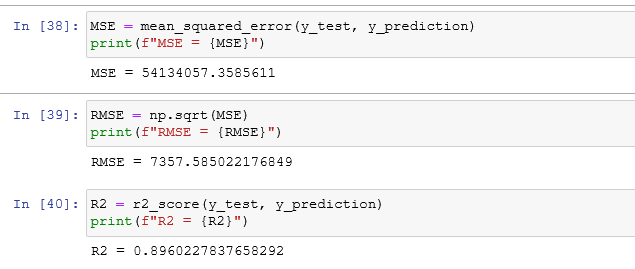 In [38]: MSE = mean_squared_error(y_test, y_prediction)
print(f"MSE = {MSE}")
MSE = 54134057.3585611
In [39]: RMSE = np.sqrt(MSE)
print(f"RMSE = {RMSE}")
RMSE = 7357.585022176849
In [40]: R2 = r2_score(y_test, y_prediction)
print(f"R2 = {R2}")
R2 = 0.8960227837658292